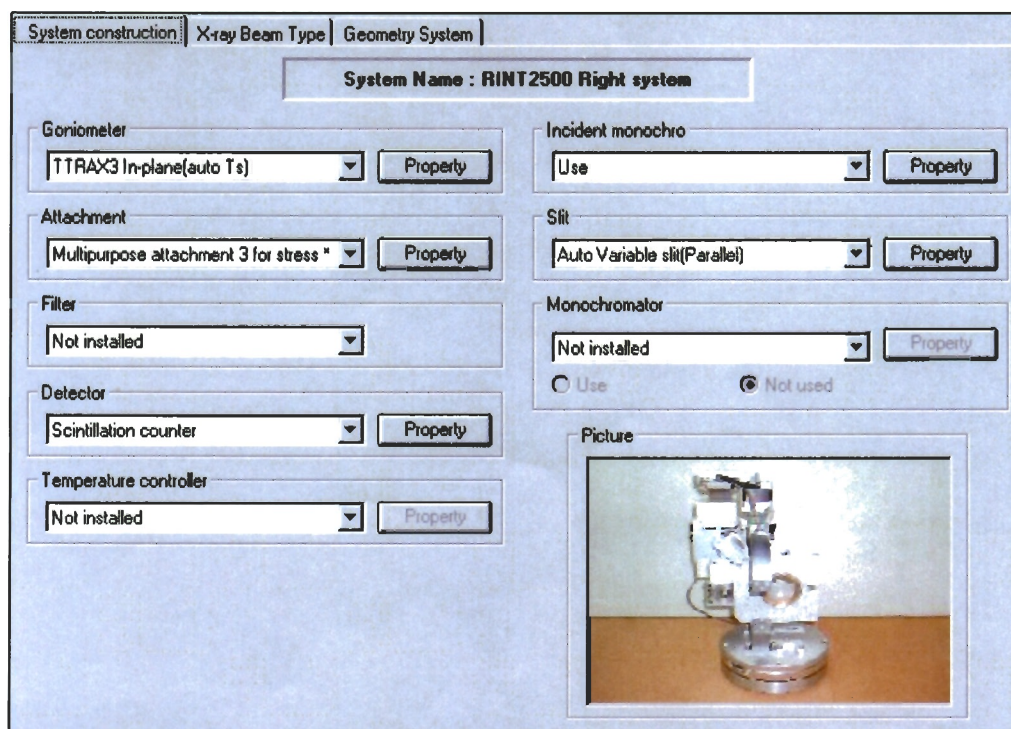 System construction X-ray Beam Type Geometry System
System Name : RINT2500 Right system
Goniometer
TTRAX3 In-plane(auto Ts) Property
Attachment
Multipurpose attachment 3 for stress * Property
Filter
Not installed
Detector
Scintillation counter Property
Temperature controller
Not installed Property
Incident monochro
Use Property
Slit
Auto Variable slit(Parallel) Property
Monochromator
Not installed Property
Use Not used
Picture